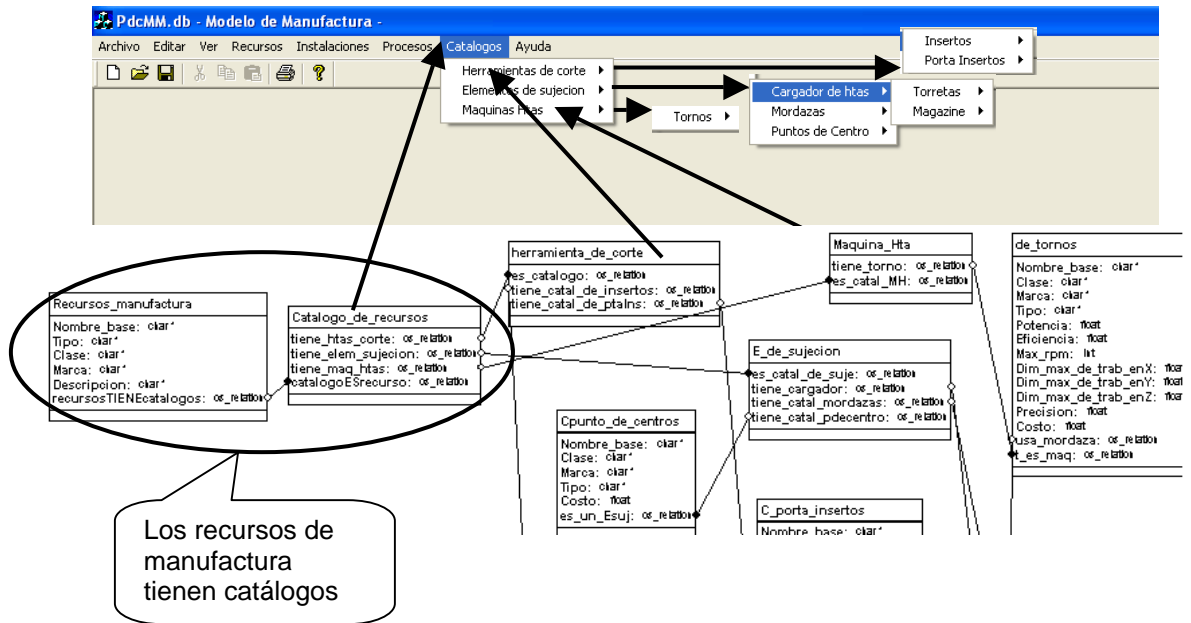 PdcMM.db - Modelo de Manufactura -
Archivo Editar Ver Recursos Instalaciones Procesos Catalogos Ayuda
Herramientas de corte
Elementos de sujecion
Maquinas Htas
Tornos
Cargador de htas
Mordazas
Puntos de Centro
Insertos
Porta Insertos
Torretas
Magazine
Recursos_manufactura
Nombre_base: char*
Tipo: char*
Clase: char*
Marca: char*
Descripcion: char*
recursosTIENEcatalogos: os_relation
Catalogo_de_recursos
tiene_htas_corte: os_relation
tiene_elem_sujecion: os_relation
tiene_maq_htas: os_relation
catalogoESrecurso: os_relation
herramienta_de_corte
es_catalogo: os_relation
tiene_catal_de_insertos: os_relation
tiene_catal_de_ptaIns: os_relation
Cpunto_de_centros
Nombre_base: char*
Clase: char*
Marca: char*
Tipo: char*
Costo: float
es_un_Esuj: os_relation
Maquina_Hta
tiene_torno: os_relation
es_catal_MH: os_relation
E_de_sujecion
es_catal_de_suje: os_relation
tiene_cargador: os_relation
tiene_catal_mordazas: os_relation
tiene_catal_pdecentro: os_relation
C_porta_insertos
Nombre_base: char*
de_tornos
Nombre_base: char*
Clase: char*
Marca: char*
Tipo: char*
Potencia: float
Eficiencia: float
Max_rpm: int
Dim_max_de_trab_enX: float
Dim_max_de_trab_enY: float
Dim_max_de_trab_enZ: float
Precision: float
Costo: float
usa_mordaza: os_relation
t_es_maq: os_relation
Los recursos de
manufactura
tienen catálogos